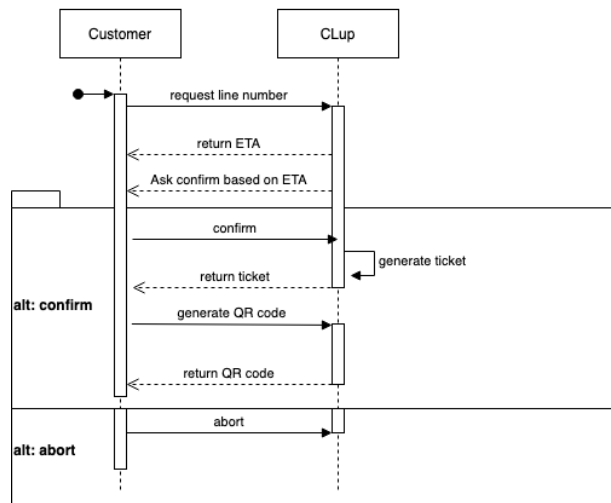 Customer
CLup
request line number
return ETA
Ask confirm based on ETA
confirm
generate ticket
return ticket
alt: confirm
generate QR code
return QR code
abort
alt: abort